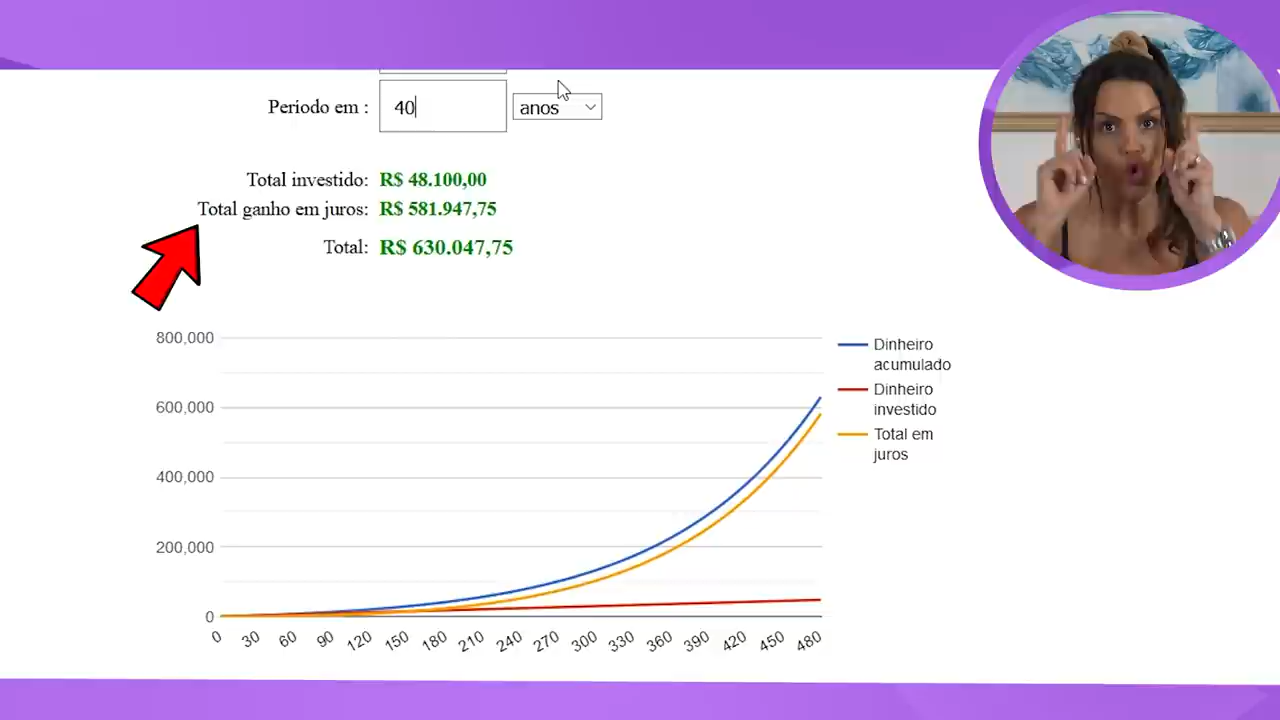 Periodo em :
40
anos
Total investido: R$ 48.100,00
Total ganho em juros: R$ 581.947,75
Total: R$ 630.047,75
800,000
600,000
400,000
200,000
0
0 30 60 90 120 150 180 210 240 270 300 330 360 390 420 450 480
Dinheiro
acumulado
Dinheiro
investido
Total em
juros